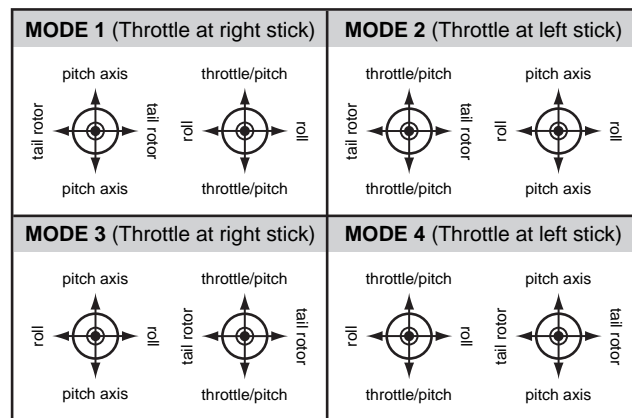 MODE 1 (Throttle at right stick)
pitch axis
throttle/pitch
tail rotor
tail rotor
roll
roll
pitch axis
throttle/pitch
MODE 2 (Throttle at left stick)
throttle/pitch
pitch axis
tail rotor
tail rotor
roll
roll
throttle/pitch
pitch axis
MODE 3 (Throttle at right stick)
pitch axis
throttle/pitch
roll
roll
tail rotor
tail rotor
pitch axis
throttle/pitch
MODE 4 (Throttle at left stick)
throttle/pitch
pitch axis
roll
roll
tail rotor
tail rotor
throttle/pitch
pitch axis